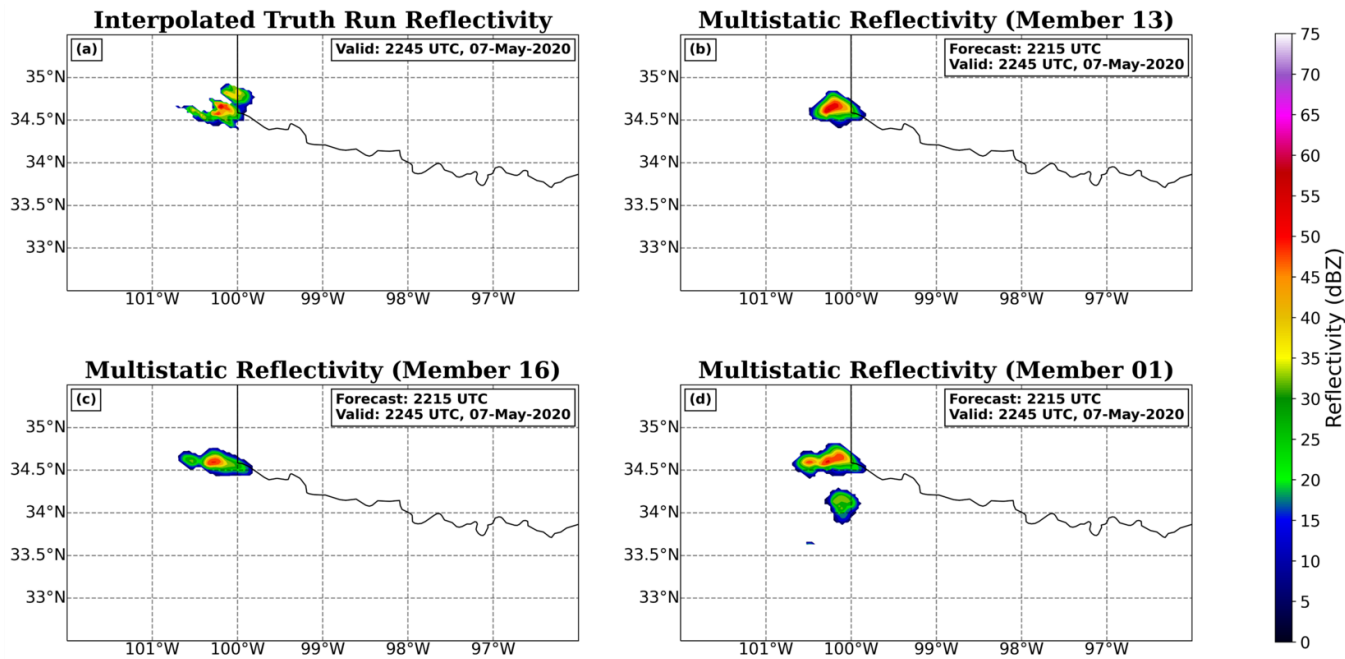 Interpolated Truth Run Reflectivity
(a)
Valid: 2245 UTC, 07-May-2020
35°N
34.5°N
34°N
33.5°N
33°N
101°W 100°W 99°W 98°W 97°W
Multistatic Reflectivity (Member 13)
(b)
Forecast: 2215 UTC
Valid: 2245 UTC, 07-May-2020
35°N
34.5°N
34°N
33.5°N
33°N
101°W 100°W 99°W 98°W 97°W
Multistatic Reflectivity (Member 16)
(c)
Forecast: 2215 UTC
Valid: 2245 UTC, 07-May-2020
35°N
34.5°N
34°N
33.5°N
33°N
101°W 100°W 99°W 98°W 97°W
Multistatic Reflectivity (Member 01)
(d)
Forecast: 2215 UTC
Valid: 2245 UTC, 07-May-2020
35°N
34.5°N
34°N
33.5°N
33°N
101°W 100°W 99°W 98°W 97°W
75
70
65
60
55
50
45
40
35
30
25
20
15
10
5
0
Reflectivity (dBZ)